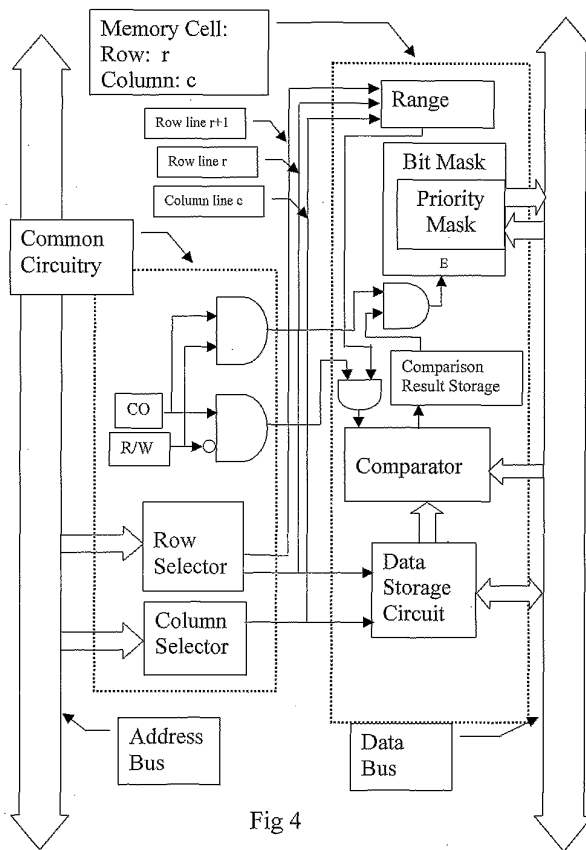 Memory Cell:
Row: r
Column: c
Row line r+1
Row line r
Column line c
Range
Bit Mask
Priority
Mask
E
Common
Circuitry
CO
R/W
Comparison
Result Storage
Comparator
Row
Selector
Column
Selector
Data
Storage
Circuit
Address
Bus
Data
Bus
Fig 4